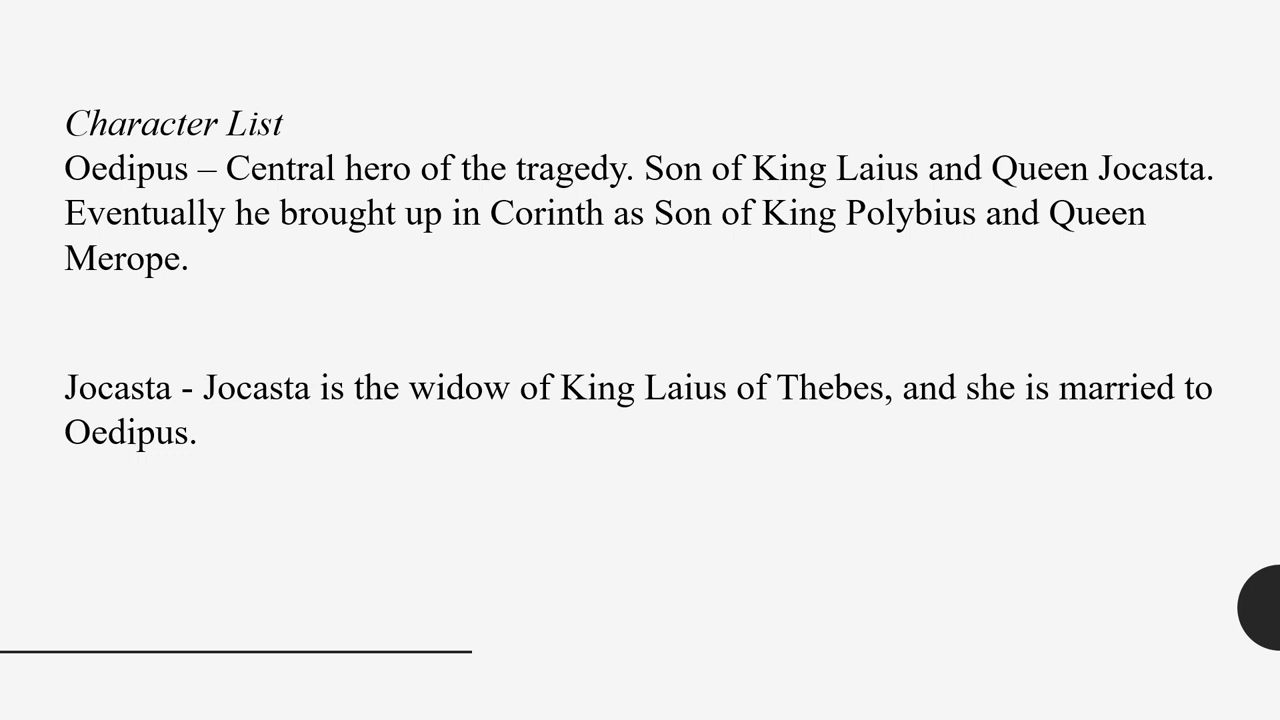 Character List
Oedipus – Central hero of the tragedy. Son of King Laius and Queen Jocasta.
Eventually he brought up in Corinth as Son of King Polybius and Queen
Merope.
Jocasta - Jocasta is the widow of King Laius of Thebes, and she is married to
Oedipus.